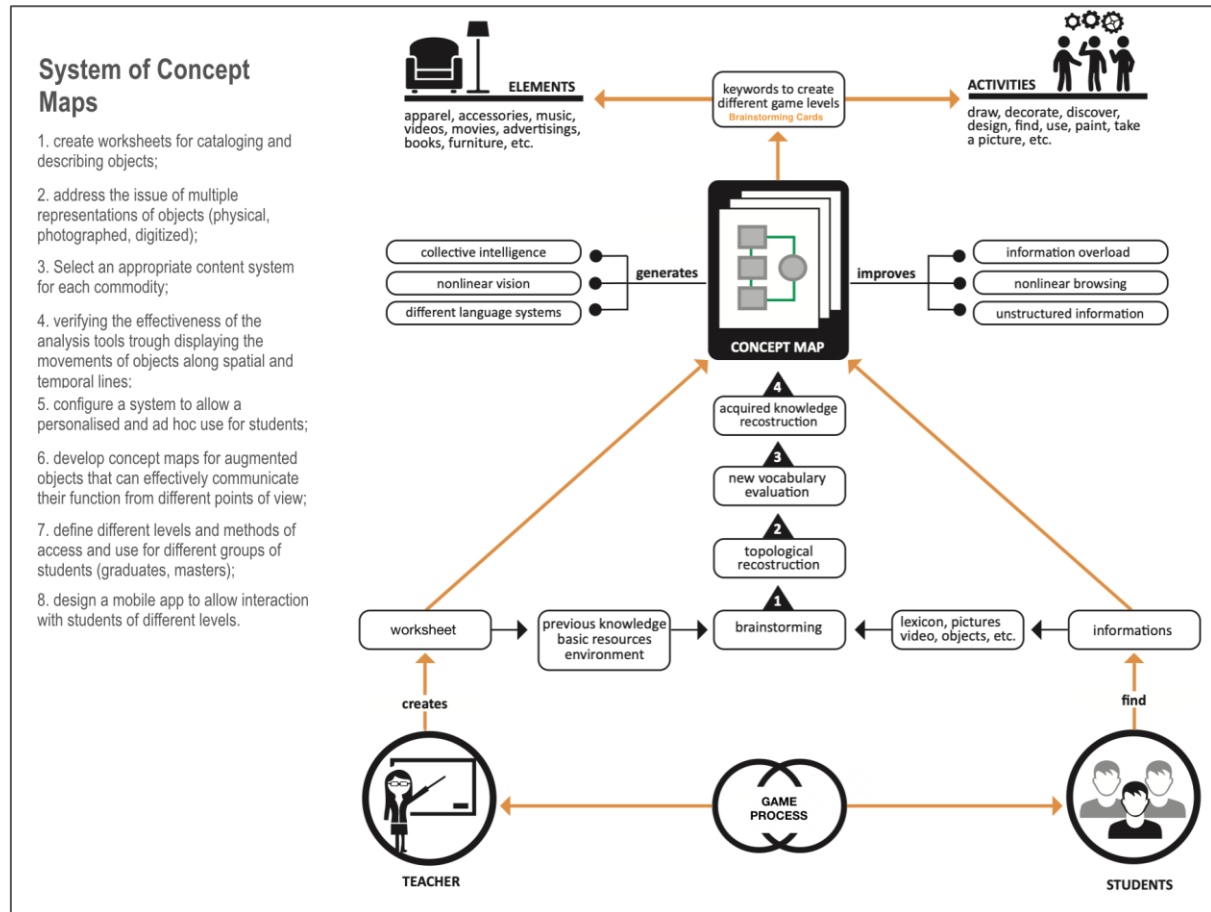 System of Concept
Maps
1. create worksheets for cataloging and
describing objects;
2. address the issue of multiple
representations of objects (physical,
photographed, digitized);
3. Select an appropriate content system
for each commodity;
4. verifying the effectiveness of the
analysis tools trough displaying the
movements of objects along spatial and
temporal lines;
5. configure a system to allow a
personalised and ad hoc use for students;
6. develop concept maps for augmented
objects that can effectively communicate
their function from different points of view;
7. define different levels and methods of
access and use for different groups of
students (graduates, masters);
8. design a mobile app to allow interaction
with students of different levels.
ELEMENTS
apparel, accessories, music,
videos, movies, advertisings,
books, furniture, etc.
keywords to create
different game levels
Brainstorming Cards
ACTIVITIES
draw, decorate, discover,
design, find, use, paint, take
a picture, etc.
collective intelligence
nonlinear vision
different language systems
generates
improves
information overload
nonlinear browsing
unstructured information
CONCEPT MAP
4
acquired knowledge
recostruction
3
new vocabulary
evaluation
2
topological
recostruction
1
worksheet
previous knowledge
basic resources
environment
brainstorming
lexicon, pictures
video, objects, etc.
informations
creates
find
GAME
PROCESS
TEACHER
STUDENTS